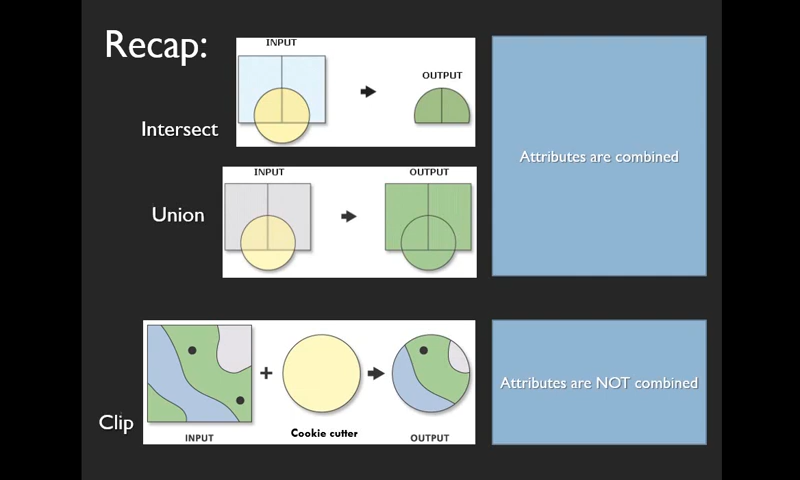 Recap:
INPUT
OUTPUT
Intersect
Attributes are combined
INPUT
OUTPUT
Union
Attributes are NOT combined
Clip
INPUT
Cookie cutter
OUTPUT